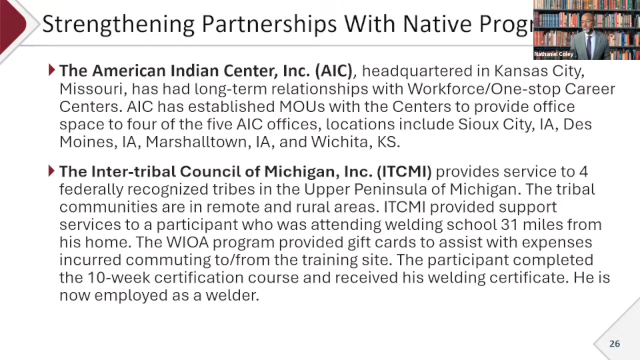 Strengthening Partnerships With Native Progr
Nathaniel Coley
The American Indian Center, Inc. (AIC), headquartered in Kansas City,
Missouri, has had long-term relationships with Workforce/One-stop Career
Centers. AIC has established MOUs with the Centers to provide office
space to four of the five AIC offices, locations include Sioux City, IA, Des
Moines, IA, Marshalltown, IA, and Wichita, KS.
The Inter-tribal Council of Michigan, Inc. (ITCMI) provides service to 4
federally recognized tribes in the Upper Peninsula of Michigan. The tribal
communities are in remote and rural areas. ITCMI provided support
services to a participant who was attending welding school 31 miles from
his home. The WIOA program provided gift cards to assist with expenses
incurred commuting to/from the training site. The participant completed
the 10-week certification course and received his welding certificate. He is
now employed as a welder.
26